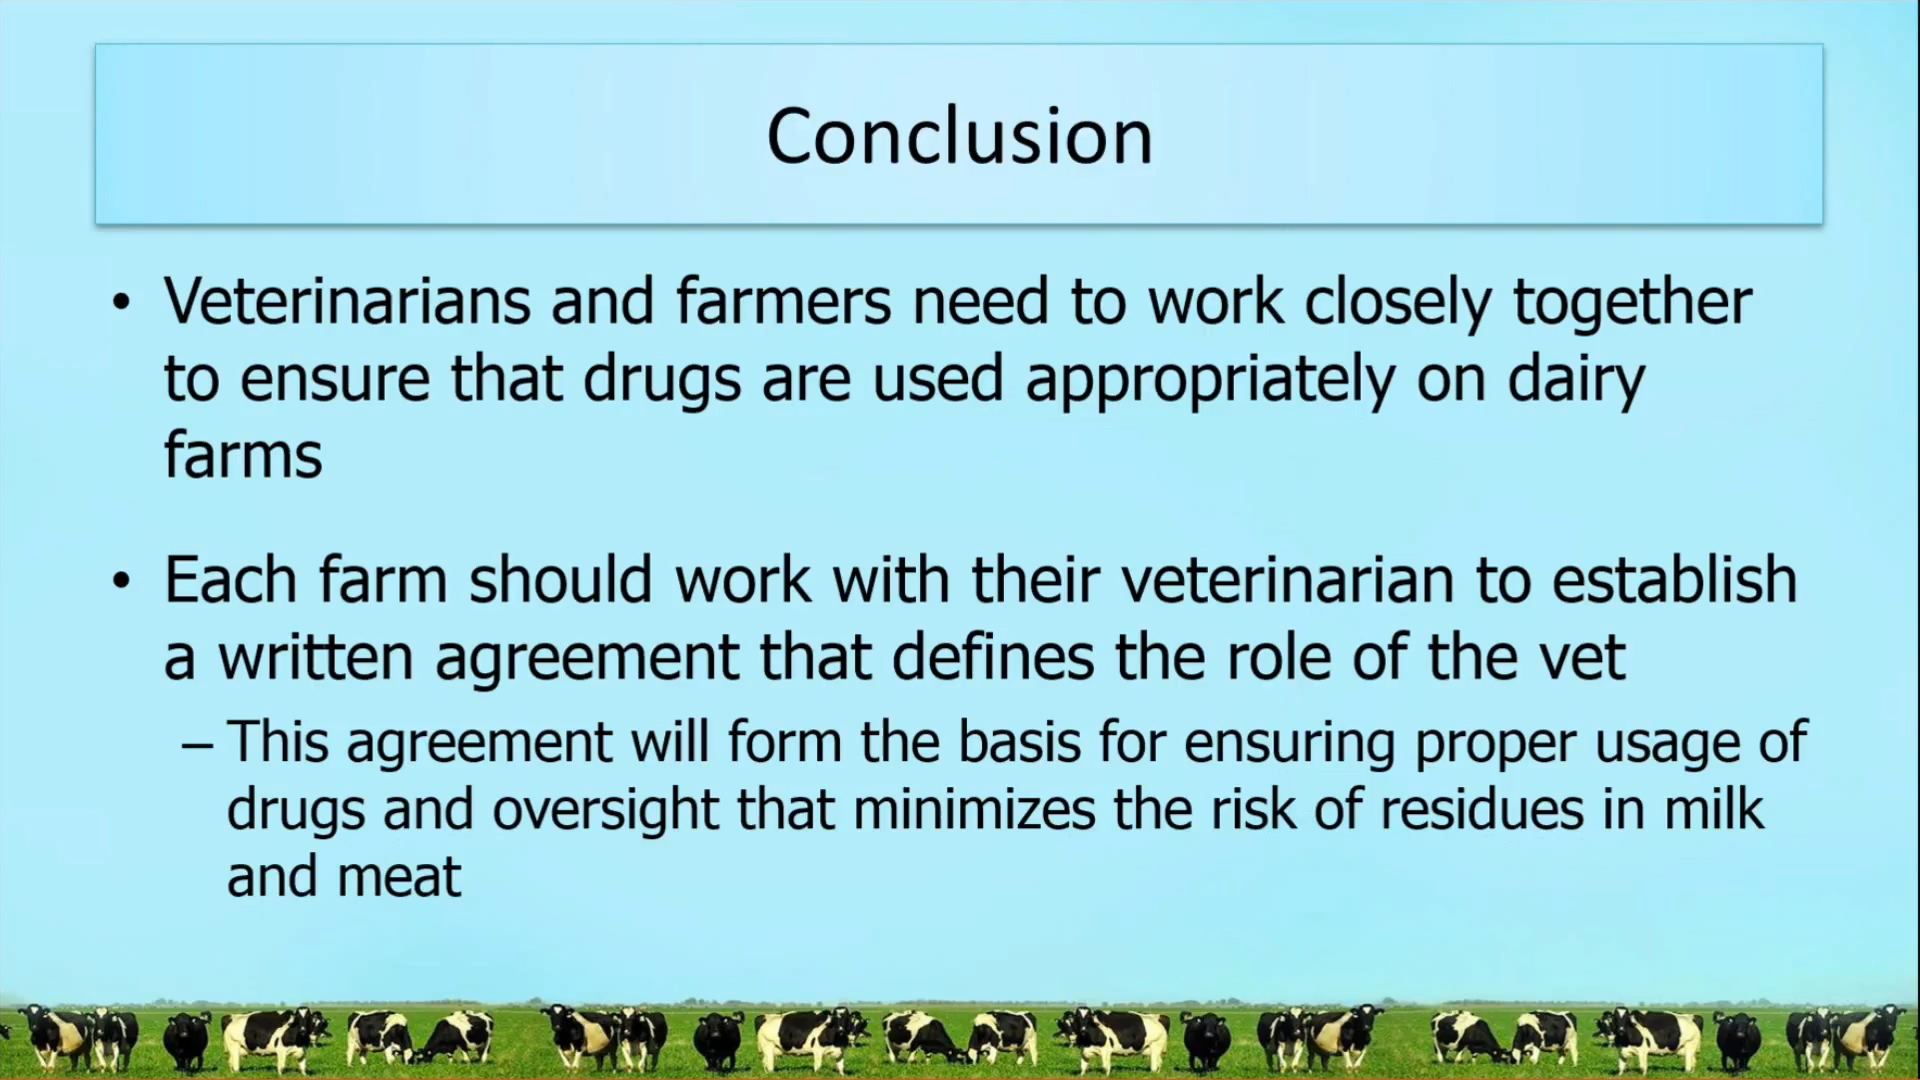 Conclusion
• Veterinarians and farmers need to work closely together
to ensure that drugs are used appropriately on dairy
farms
• Each farm should work with their veterinarian to establish
a written agreement that defines the role of the vet
– This agreement will form the basis for ensuring proper usage of
drugs and oversight that minimizes the risk of residues in milk
and meat